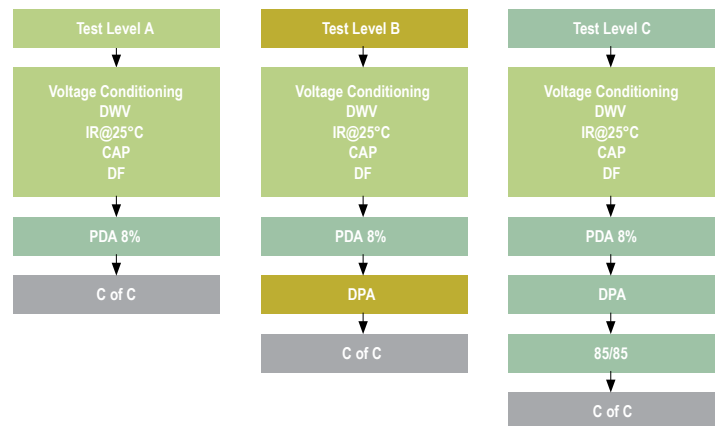 Test Level A
Voltage Conditioning
DWV
IR@25°C
CAP
DF
PDA 8%
C of C
Test Level B
Voltage Conditioning
DWV
IR@25°C
CAP
DF
PDA 8%
DPA
C of C
Test Level C
Voltage Conditioning
DWV
IR@25°C
CAP
DF
PDA 8%
DPA
85/85
C of C